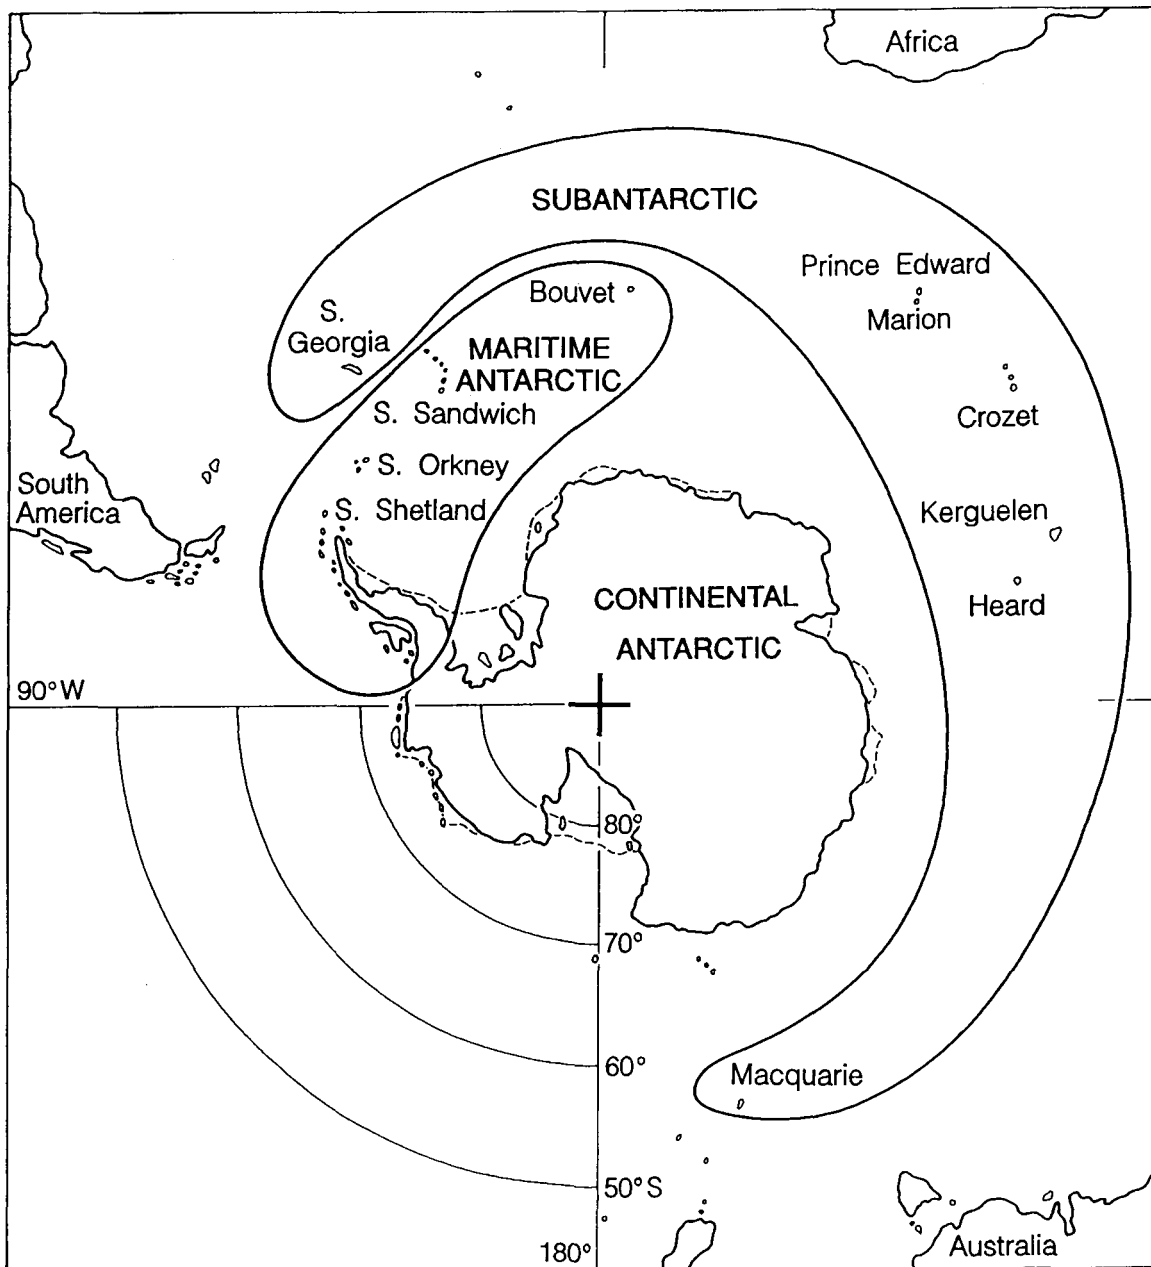 Africa
SUBANTARCTIC
Prince Edward
Marion
Bouvet
S.
Georgia
MARITIME
ANTARCTIC
S. Sandwich
Crozet
S. Orkney
South
America
S. Shetland
Kerguelen
Heard
CONTINENTAL
ANTARCTIC
90°W
80°
70°
60°
Macquarie
50°S
180°
Australia